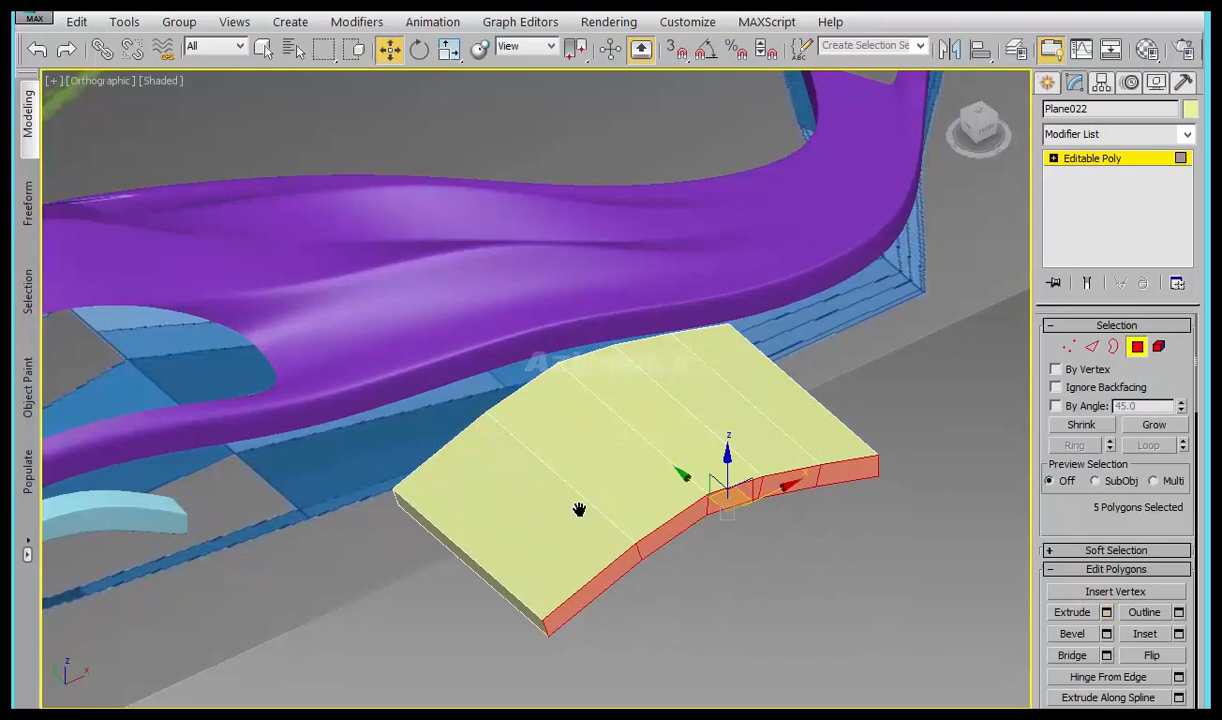 MAX
Edit Tools Group Views Create Modifiers Animation Graph Editors Rendering Customize MAXScript Help
All View Create Selection Se
[+] [Orthographic] [Shaded]
Modeling
Freeform
Selection
Object Paint
Populate
Plane022
Modifier List
Editable Poly
Selection
By Vertex
Ignore Backfacing
By Angle: 45.0
Shrink Grow
Ring Loop
Preview Selection
Off SubObj Multi
5 Polygons Selected
Soft Selection
Edit Polygons
Insert Vertex
Extrude Outline
Bevel Inset
Bridge Flip
Hinge From Edge
Extrude Along Spline
z
z
x